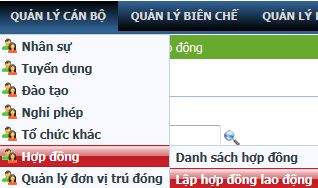 QUẢN LÝ CÁN BỘ QUẢN LÝ BIÊN CHẾ QUẢN LÝ
Nhân sự
động
Tuyển dụng
Đào tạo
Nghỉ phép
Tổ chức khác
Hợp đồng
Danh sách hợp đồng
Quản lý đơn vị trú đóng
Lập hợp đồng lao động